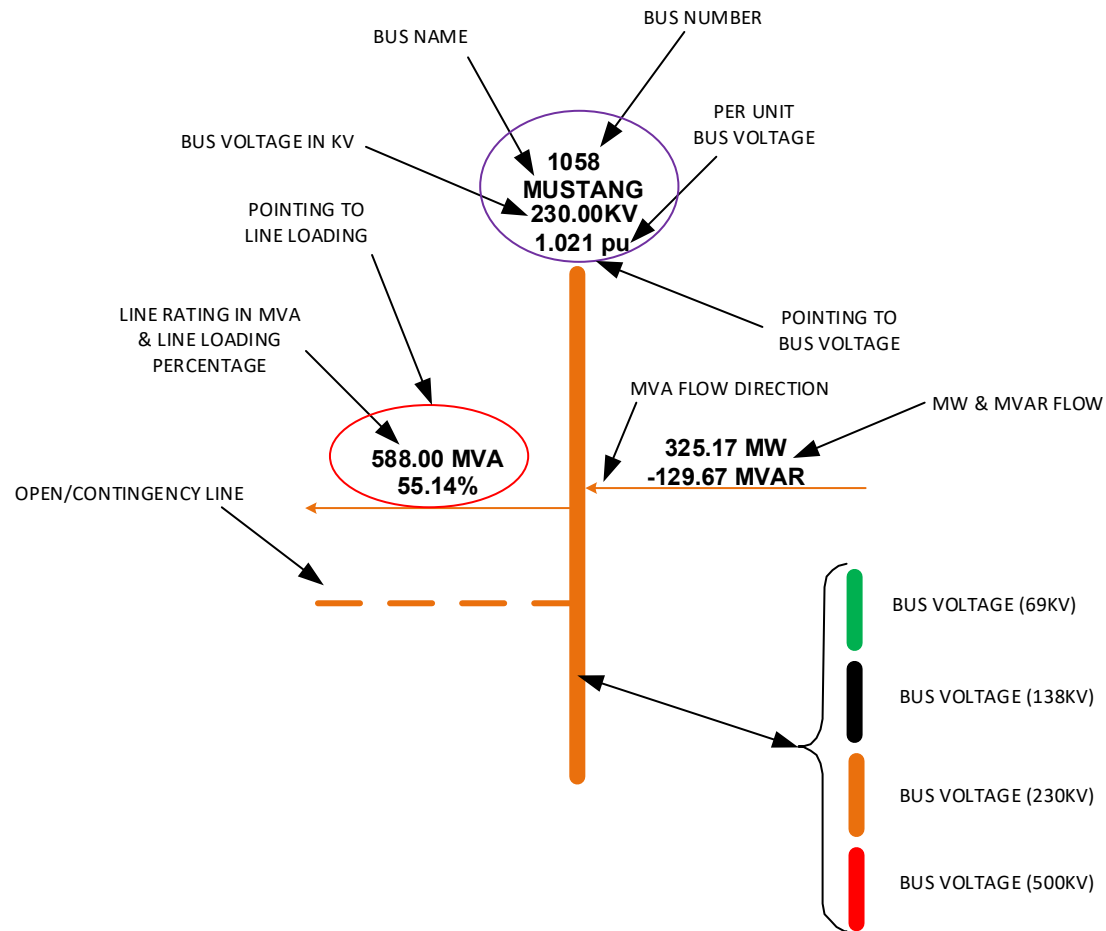 BUS NUMBER
BUS NAME
PER UNIT
BUS VOLTAGE
BUS VOLTAGE IN KV
1058
MUSTANG
230.00KV
1.021 pu
POINTING TO
LINE LOADING
LINE RATING IN MVA
& LINE LOADING
PERCENTAGE
POINTING TO
BUS VOLTAGE
MVA FLOW DIRECTION
MW & MVAR FLOW
588.00 MVA
55.14%
325.17 MW
-129.67 MVAR
OPEN/CONTINGENCY LINE
BUS VOLTAGE (69KV)
BUS VOLTAGE (138KV)
BUS VOLTAGE (230KV)
BUS VOLTAGE (500KV)